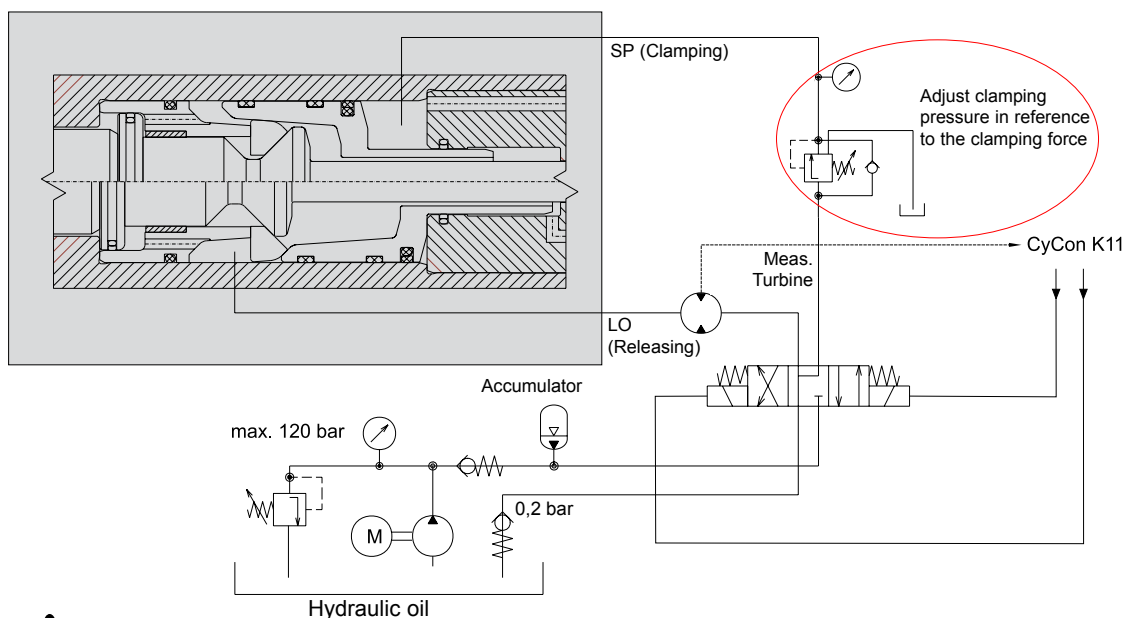 SP (Clamping)
Adjust clamping
pressure in reference
to the clamping force
CyCon K11
Meas.
Turbine
LO
(Releasing)
Accumulator
max. 120 bar
0,2 bar
M
Hydraulic oil